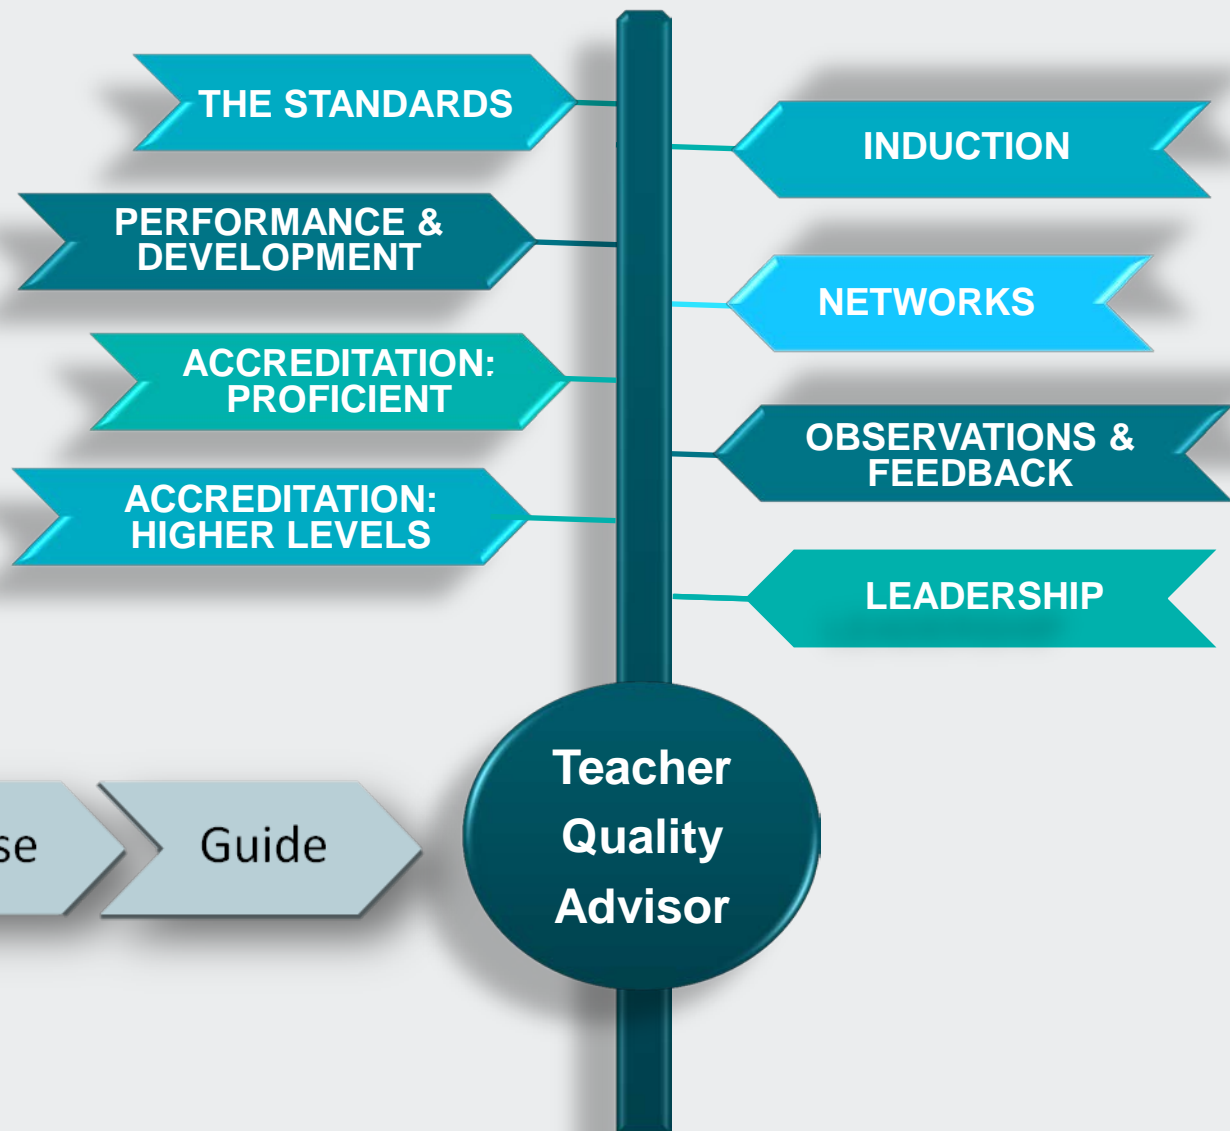 THE STANDARDS
INDUCTION
PERFORMANCE &
DEVELOPMENT
NETWORKS
ACCREDITATION:
PROFICIENT
OBSERVATIONS &
FEEDBACK
ACCREDITATION:
HIGHER LEVELS
LEADERSHIP
Teacher
Quality
Advisor
Guide